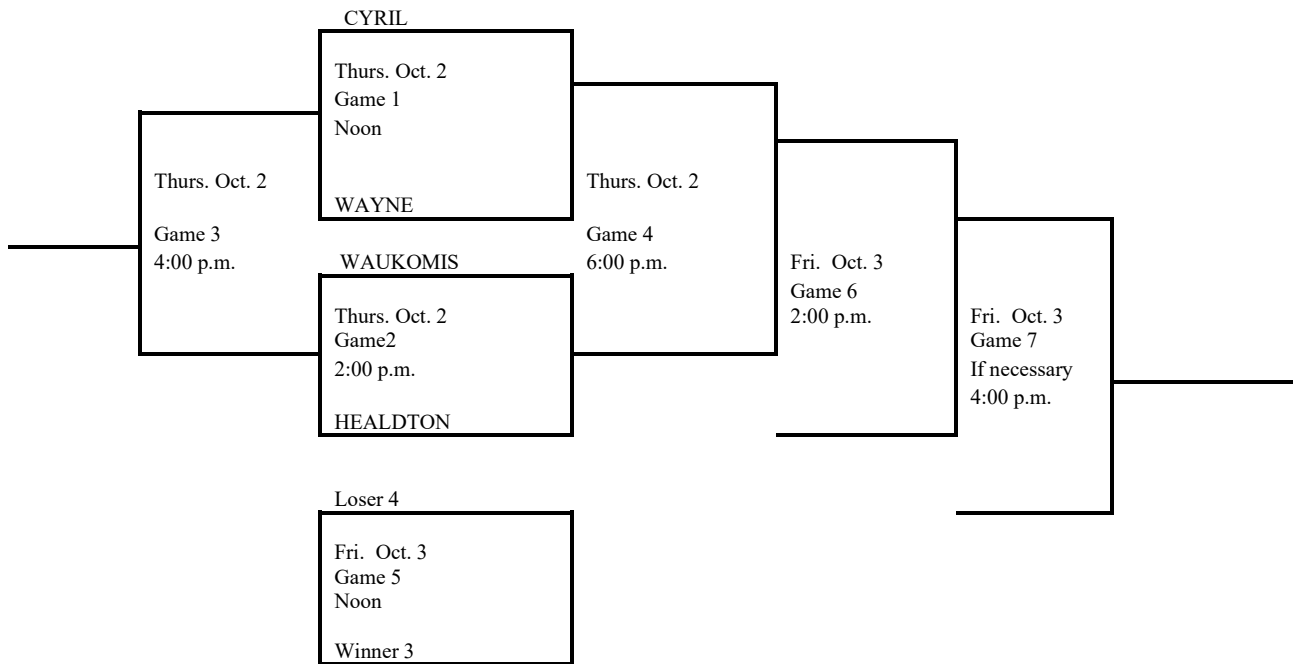 CYRIL
Thurs. Oct. 2
Game 1
Noon
WAYNE
Thurs. Oct. 2
Game 3
4:00 p.m.
Thurs. Oct. 2
Game 4
6:00 p.m.
WAUKOMIS
Thurs. Oct. 2
Game2
2:00 p.m.
HEALDTON
Fri. Oct. 3
Game 6
2:00 p.m.
Fri. Oct. 3
Game 7
If necessary
4:00 p.m.
Loser 4
Fri. Oct. 3
Game 5
Noon
Winner 3